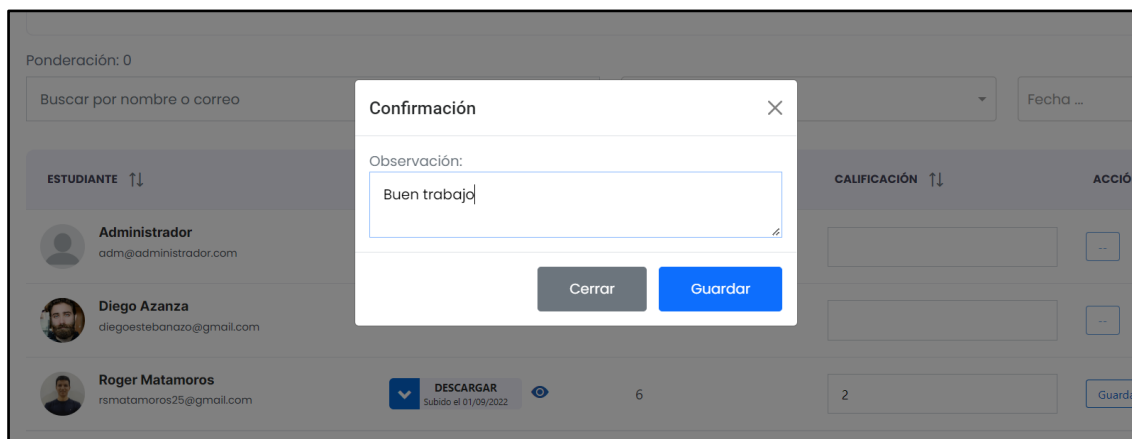 Ponderación: 0
Buscar por nombre o correo
Fecha ...
Confirmación
Observación:
Buen trabajo
Cerrar
Guardar
ESTUDIANTE
CALIFICACIÓN
ACCIÓ
Administrador
adm@administrador.com
--
Diego Azanza
diegoestebanazo@gmail.com
--
Roger Matamoros
rsmatamoros25@gmail.com
DESCARGAR
Subido el 01/09/2022
6
2
Guarda